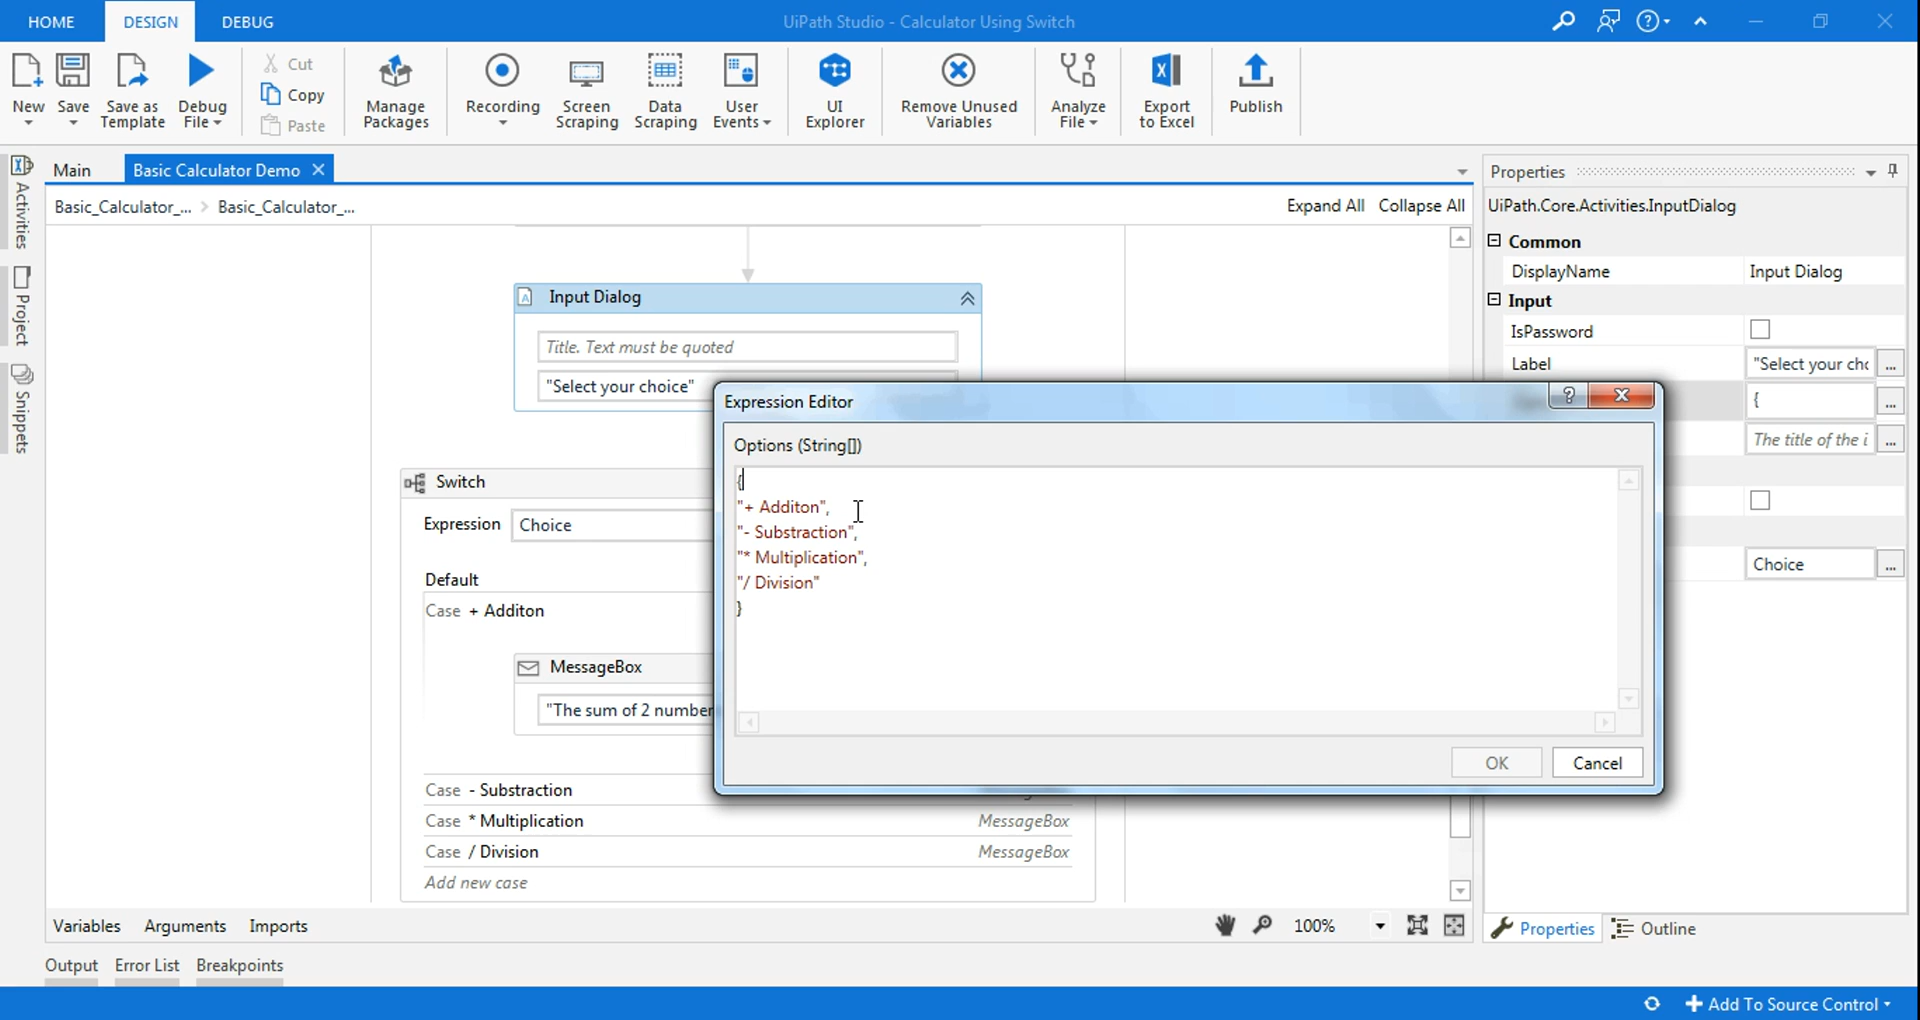 HOME DESIGN DEBUG UiPath Studio - Calculator Using Switch
New Save Save as Template Debug File Cut Copy Paste Manage Packages Recording Screen Scraping Data Scraping User Events UI Explorer Remove Unused Variables Analyze File Export to Excel Publish
Activities
Project
Snippets
Main Basic Calculator Demo
Basic_Calculator_... > Basic_Calculator_... Expand All Collapse All
Input Dialog
Title. Text must be quoted
"Select your choice"
Switch
Expression Choice
Default
Case + Additon
MessageBox
"The sum of 2 number
Case - Substraction
Case * Multiplication MessageBox
Case / Division MessageBox
Add new case
Expression Editor
Options (String[])
{
"+ Additon",
"- Substraction",
"* Multiplication",
"/ Division"
}
OK Cancel
Properties
UiPath.Core.Activities.InputDialog
Common
DisplayName Input Dialog
Input
IsPassword
Label "Select your cho ...
{ ...
The title of the i ...
Choice ...
Variables Arguments Imports 100%
Properties Outline
Output Error List Breakpoints
Add To Source Control